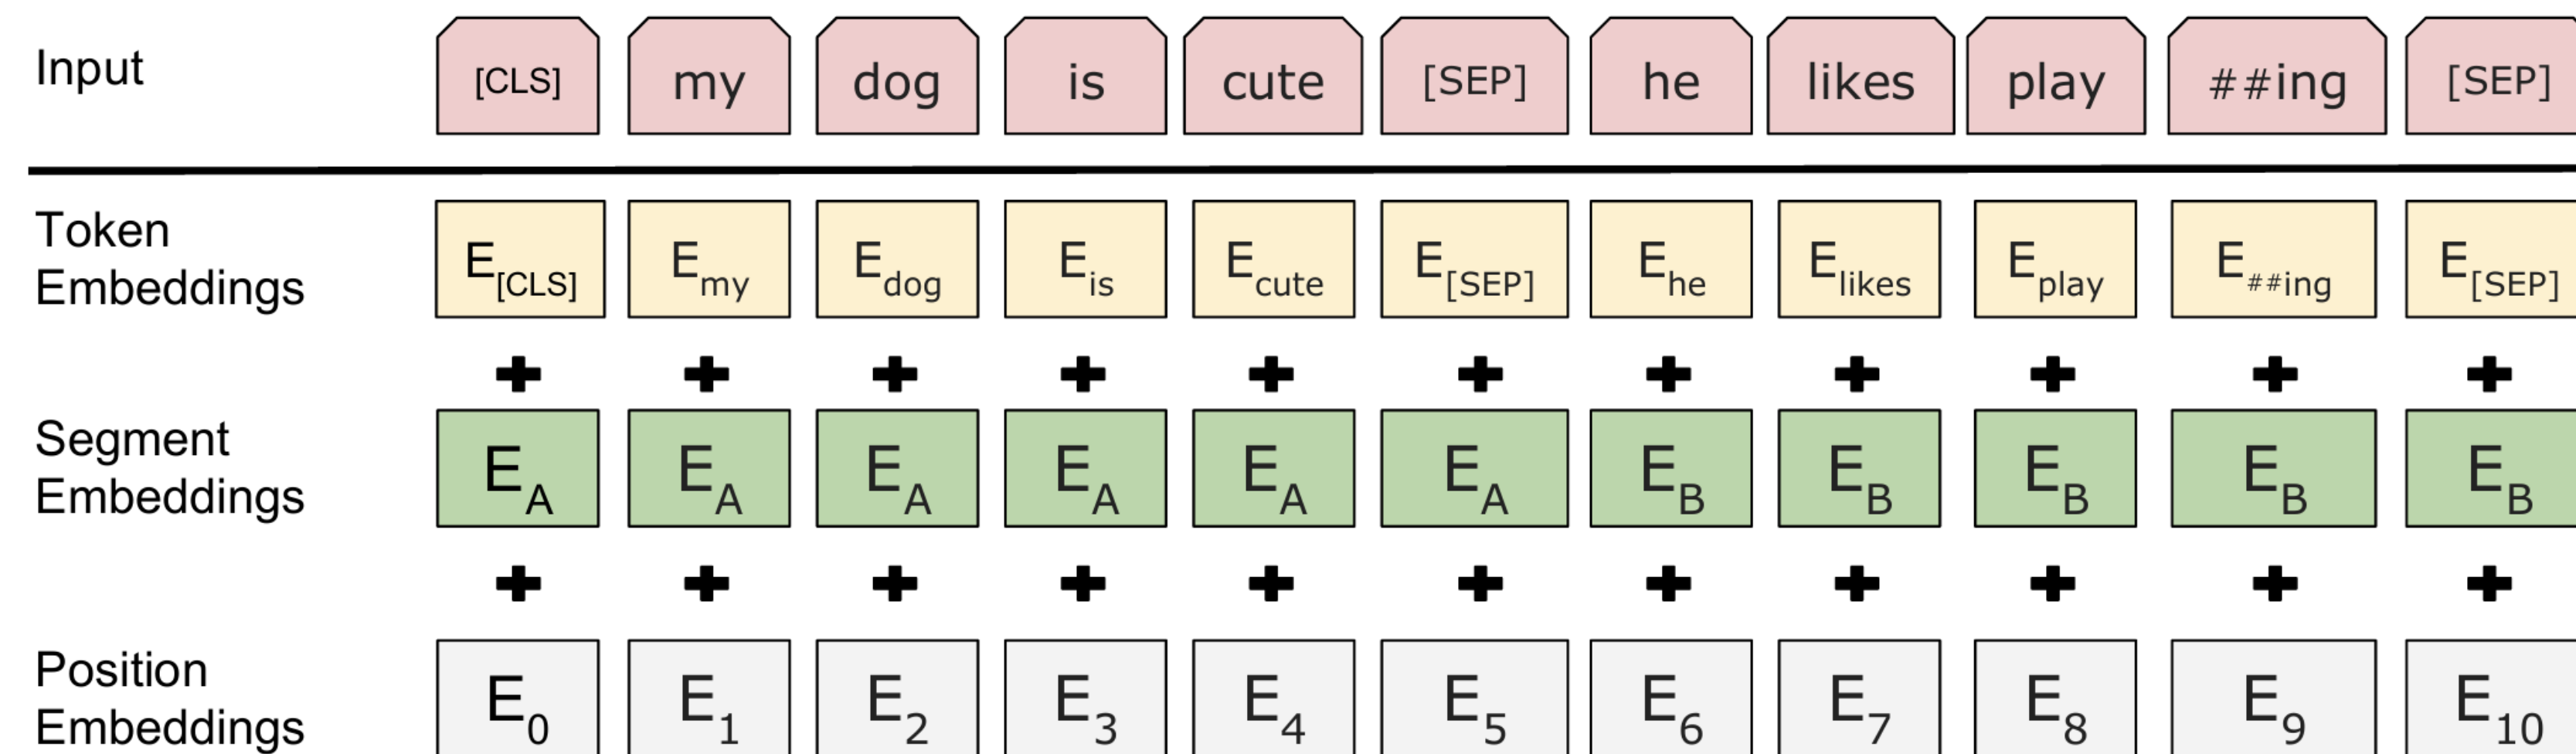 Input [CLS] my dog is cute [SEP] he likes play ##ing [SEP]
Token
Embeddings E[CLS] Emy Edog Eis Ecute E[SEP] Ehe Elikes Eplay E##ing E[SEP]
+ + + + + + + + + + +
Segment
Embeddings EA EA EA EA EA EA EB EB EB EB EB
+ + + + + + + + + + +
Position
Embeddings E0 E1 E2 E3 E4 E5 E6 E7 E8 E9 E10